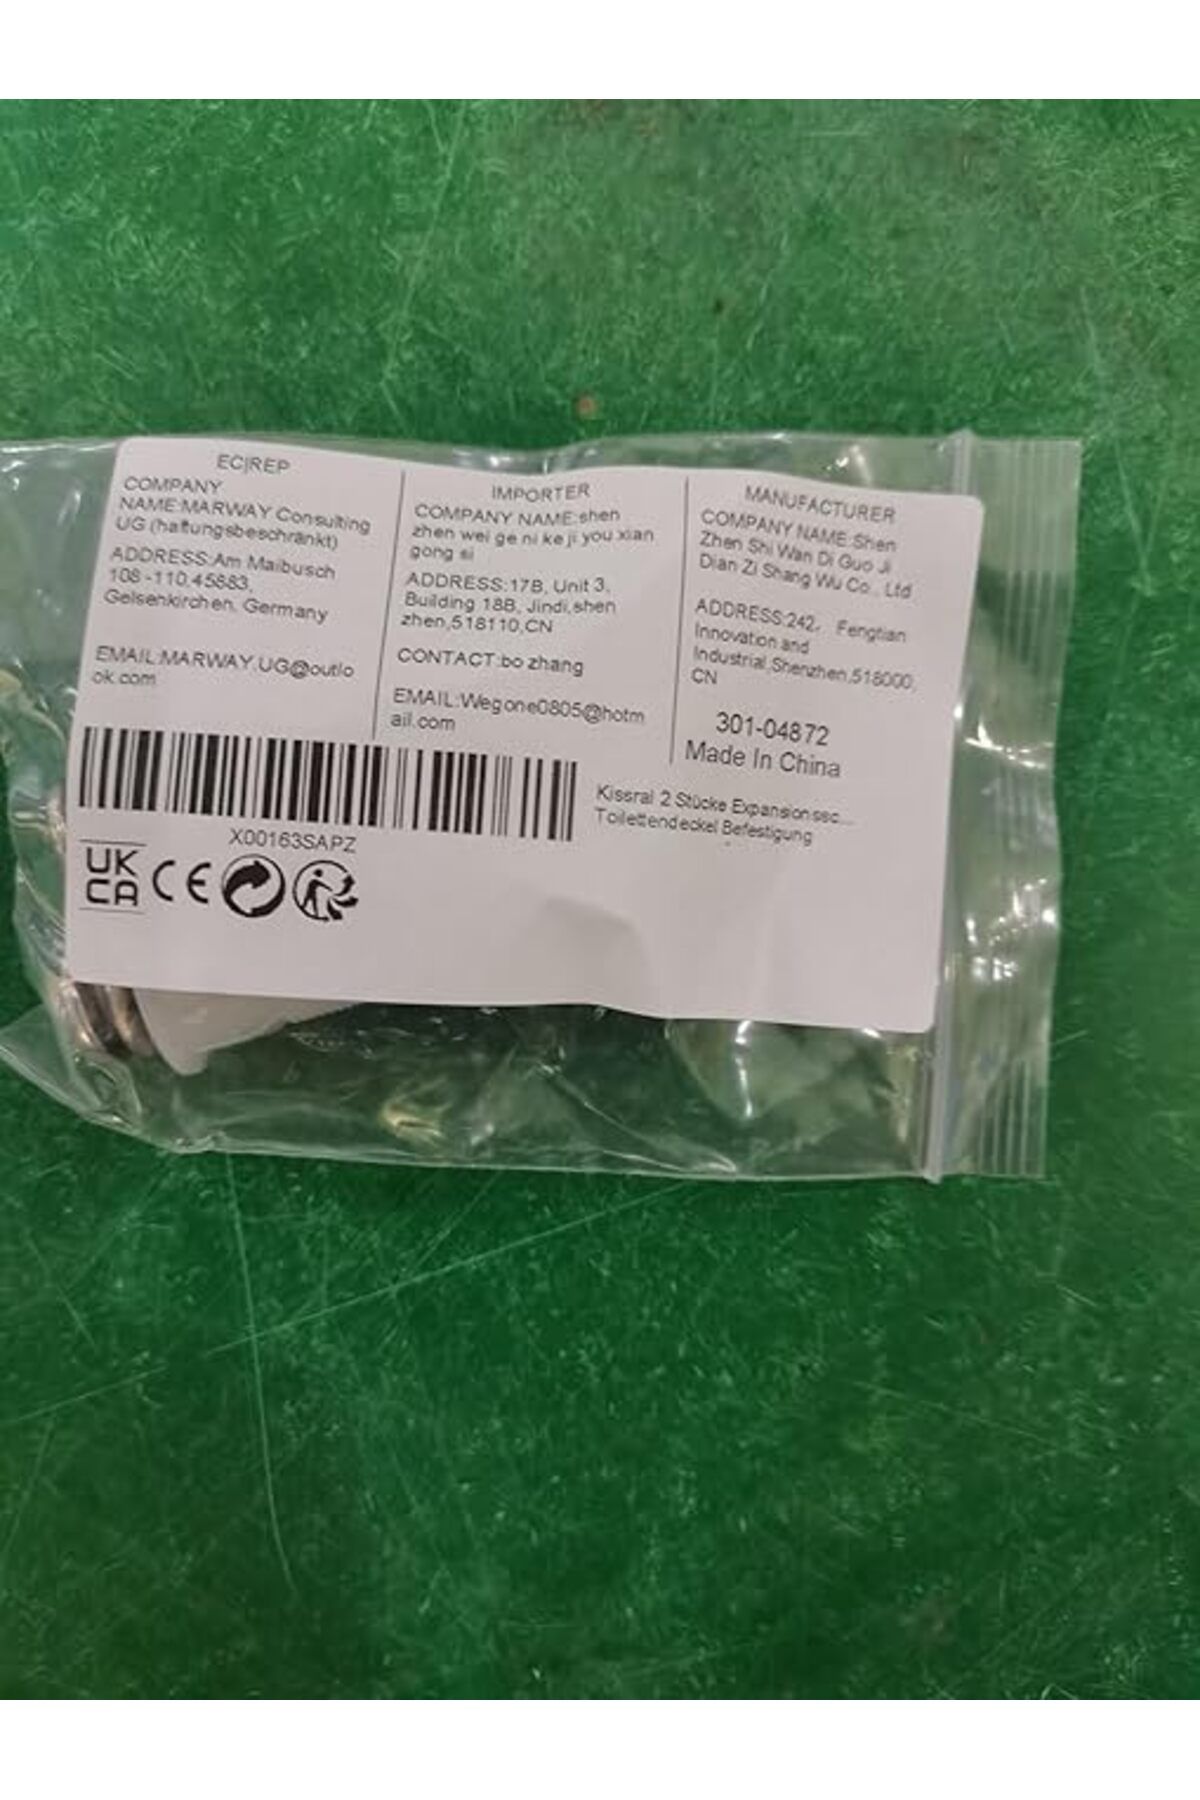 EC|REP
COMPANY
NAME:MARWAY Consulting
UG (haftungsbeschränkt)
ADDRESS:Am Maibusch
108-110,45883,
Gelsenkirchen, Germany
EMAIL:MARWAY.UG@outlo
ok.com
IMPORTER
COMPANY NAME:shen
zhen wei ge ni ke ji you xian
gong si
ADDRESS:17B, Unit 3,
Building 18B, Jindi,shen
zhen,518110,CN
CONTACT:bo zhang
EMAIL:Wegone0805@hotm
ail.com
MANUFACTURER
COMPANY NAME:Shen
Zhen Shi Wan Di Guo Ji
Dian Zi Shang Wu Co., Ltd
ADDRESS:242, Fengtian
Innovation and
Industrial,Shenzhen,518000,
CN
301-04872
Made In China
Kissral 2 Stücke Expansionssc...
Toilettendeckel Befestigung
X00163SAPZ
UK
CA CE